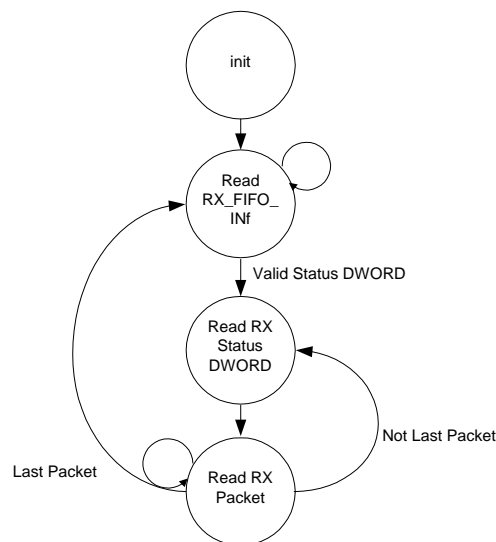 init
Read
RX_FIFO_
INf
Valid Status DWORD
Read RX
Status
DWORD
Not Last Packet
Last Packet
Read RX
Packet